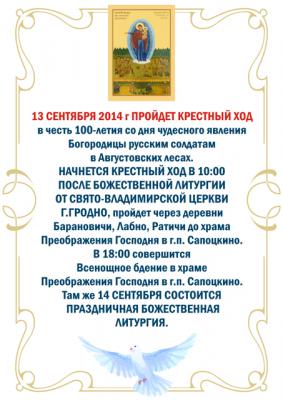 13 СЕНТЯБРЯ 2014 г ПРОЙДЕТ КРЕСТНЫЙ ХОД
в честь 100-летия со дня чудесного явления
Богородицы русским солдатам
в Августовских лесах.
НАЧНЕТСЯ КРЕСТНЫЙ ХОД В 10:00
ПОСЛЕ БОЖЕСТВЕННОЙ ЛИТУРГИИ
ОТ СВЯТО-ВЛАДИМИРСКОЙ ЦЕРКВИ
Г.ГРОДНО, пройдет через деревни
Барановичи, Лабно, Ратичи до храма
Преображения Господня в г.п. Сапоцкино.
В 18:00 совершится
Всенощное бдение в храме
Преображения Господня в г.п. Сапоцкино.
Там же 14 СЕНТЯБРЯ СОСТОИТСЯ
ПРАЗДНИЧНАЯ БОЖЕСТВЕННАЯ
ЛИТУРГИЯ.